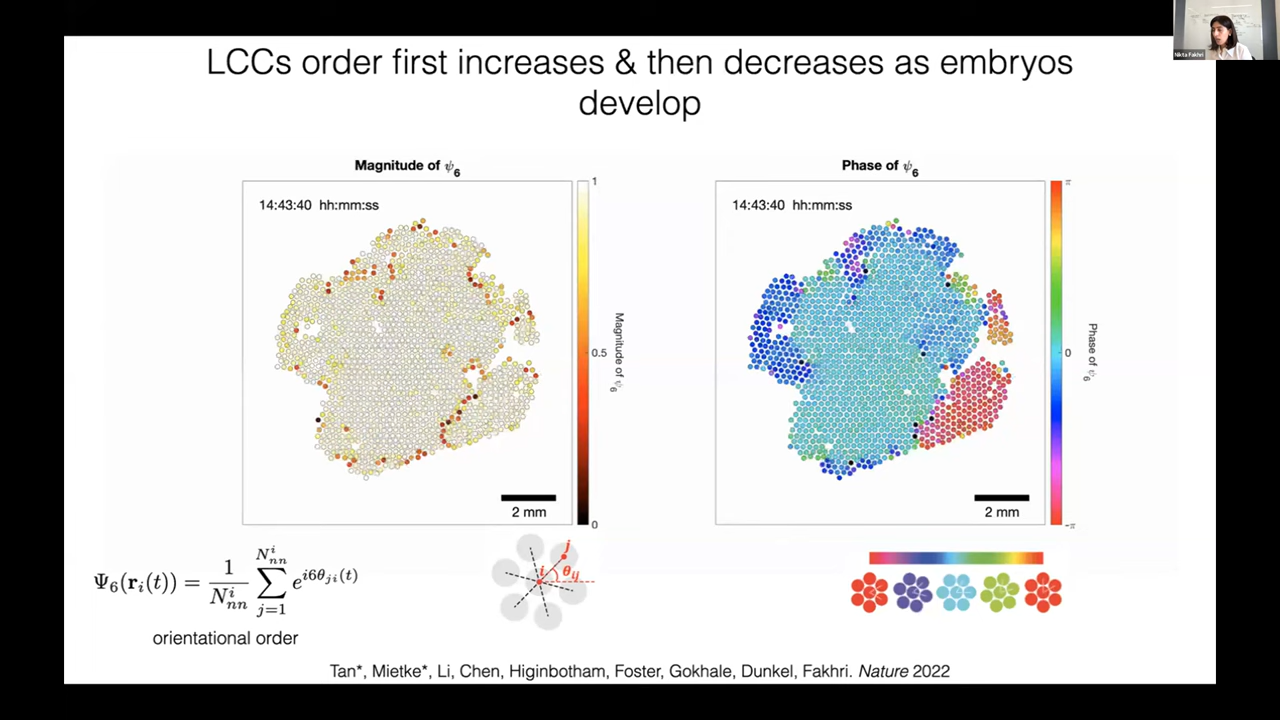 LCCs order first increases & then decreases as embryos
develop
Nikta Fakhri
Magnitude of ψ6
14:43:40 hh:mm:ss
2 mm
1
0.5
0
Magnitude of ψ6
Phase of ψ6
14:43:40 hh:mm:ss
2 mm
π
0
-π
Phase of ψ6
Ψ6(ri(t)) = 1/N^i_nn ∑_{j=1}^{N^i_nn} e^{i6θji(t)}
orientational order
j
i
θij
Tan*, Mietke*, Li, Chen, Higinbotham, Foster, Gokhale, Dunkel, Fakhri. Nature 2022